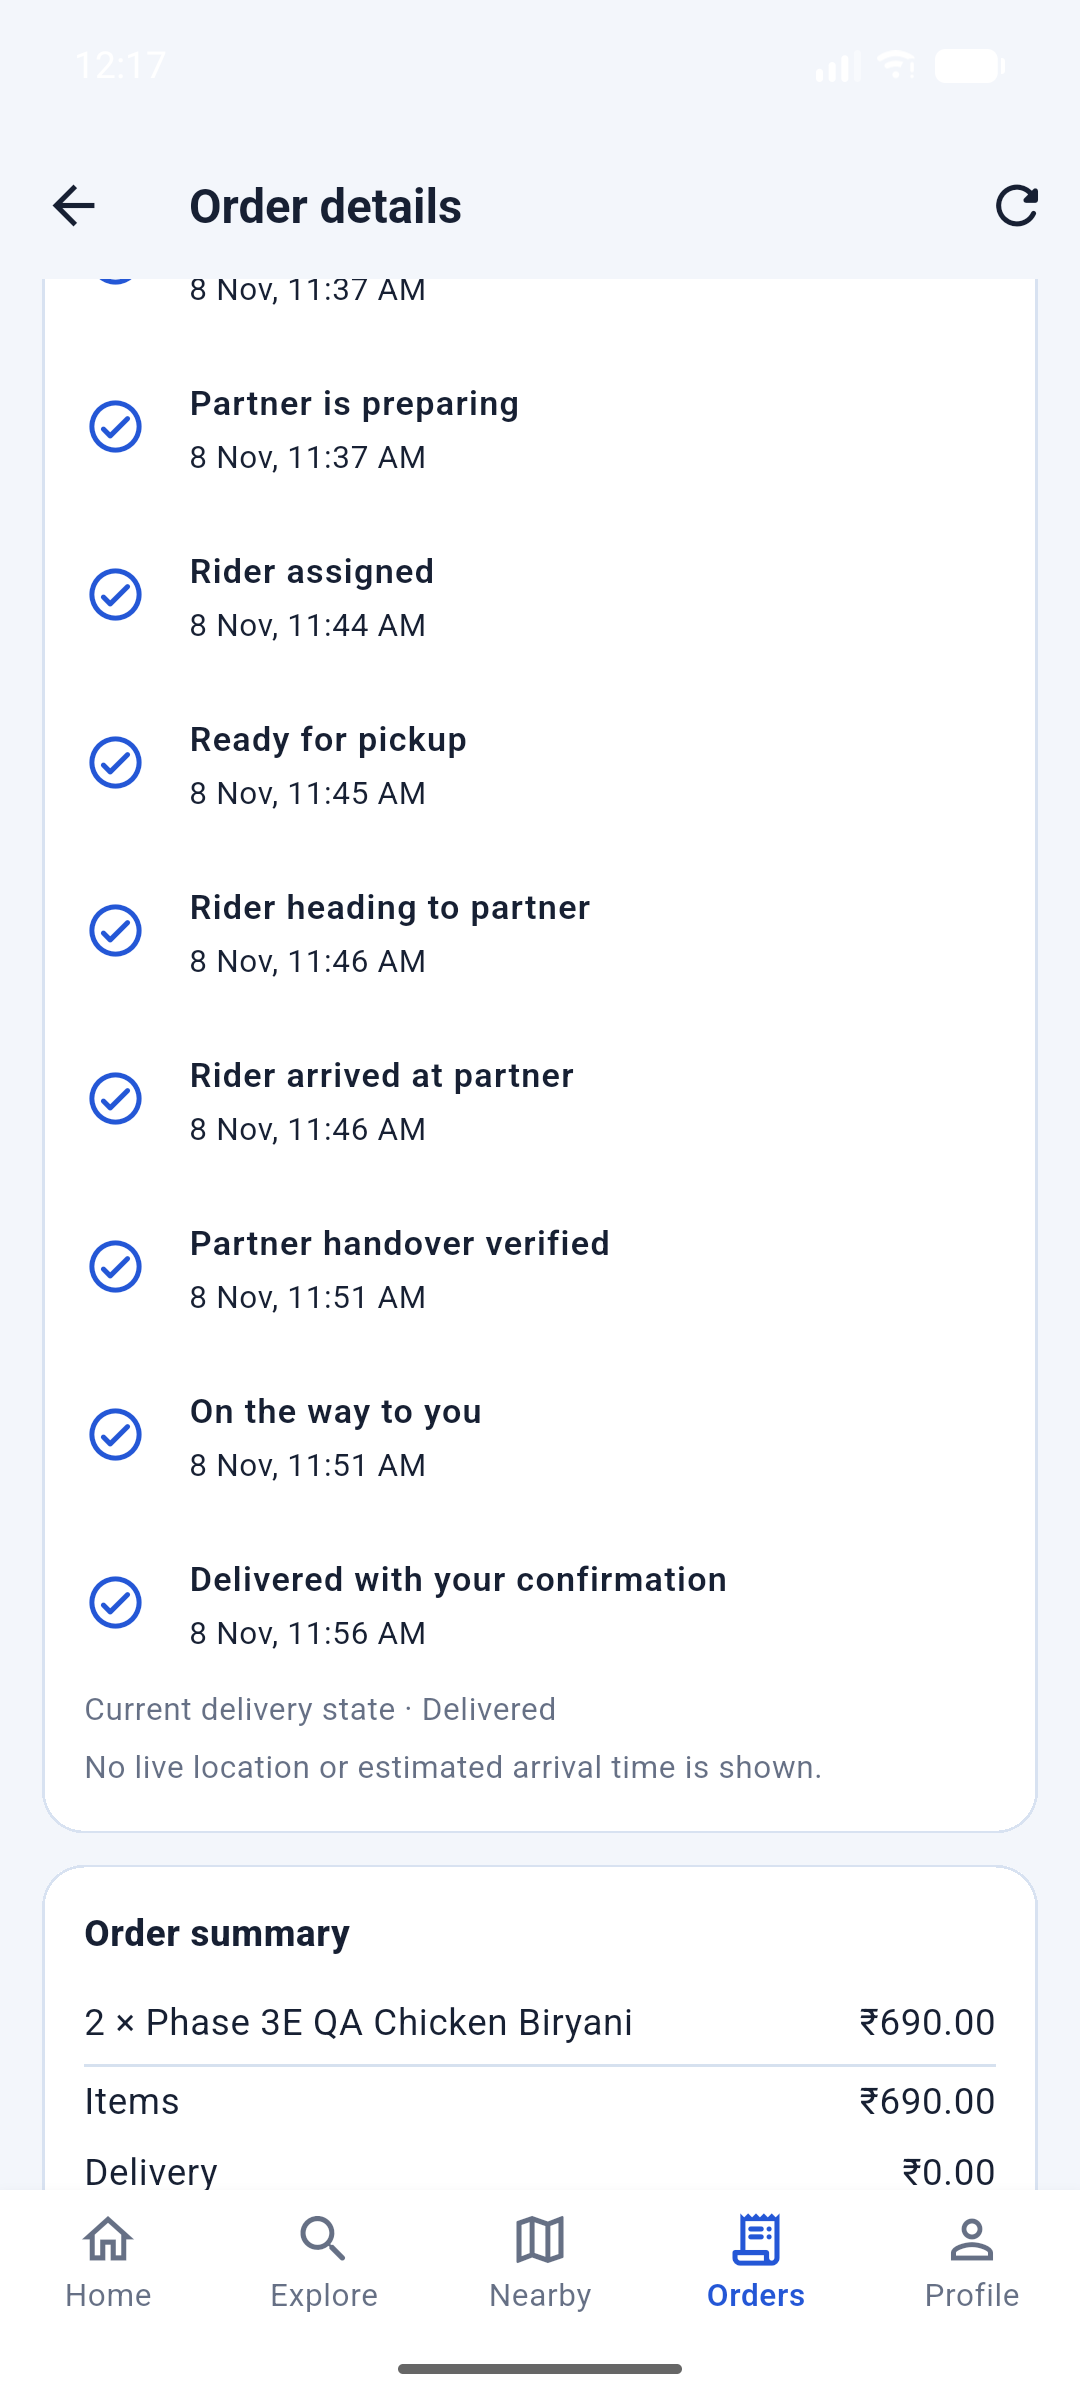 12:17
Order details
8 Nov, 11:37 AM
Partner is preparing
8 Nov, 11:37 AM
Rider assigned
8 Nov, 11:44 AM
Ready for pickup
8 Nov, 11:45 AM
Rider heading to partner
8 Nov, 11:46 AM
Rider arrived at partner
8 Nov, 11:46 AM
Partner handover verified
8 Nov, 11:51 AM
On the way to you
8 Nov, 11:51 AM
Delivered with your confirmation
8 Nov, 11:56 AM
Current delivery state · Delivered
No live location or estimated arrival time is shown.
Order summary
2 × Phase 3E QA Chicken Biryani ₹690.00
Items ₹690.00
Delivery ₹0.00
Home Explore Nearby Orders Profile